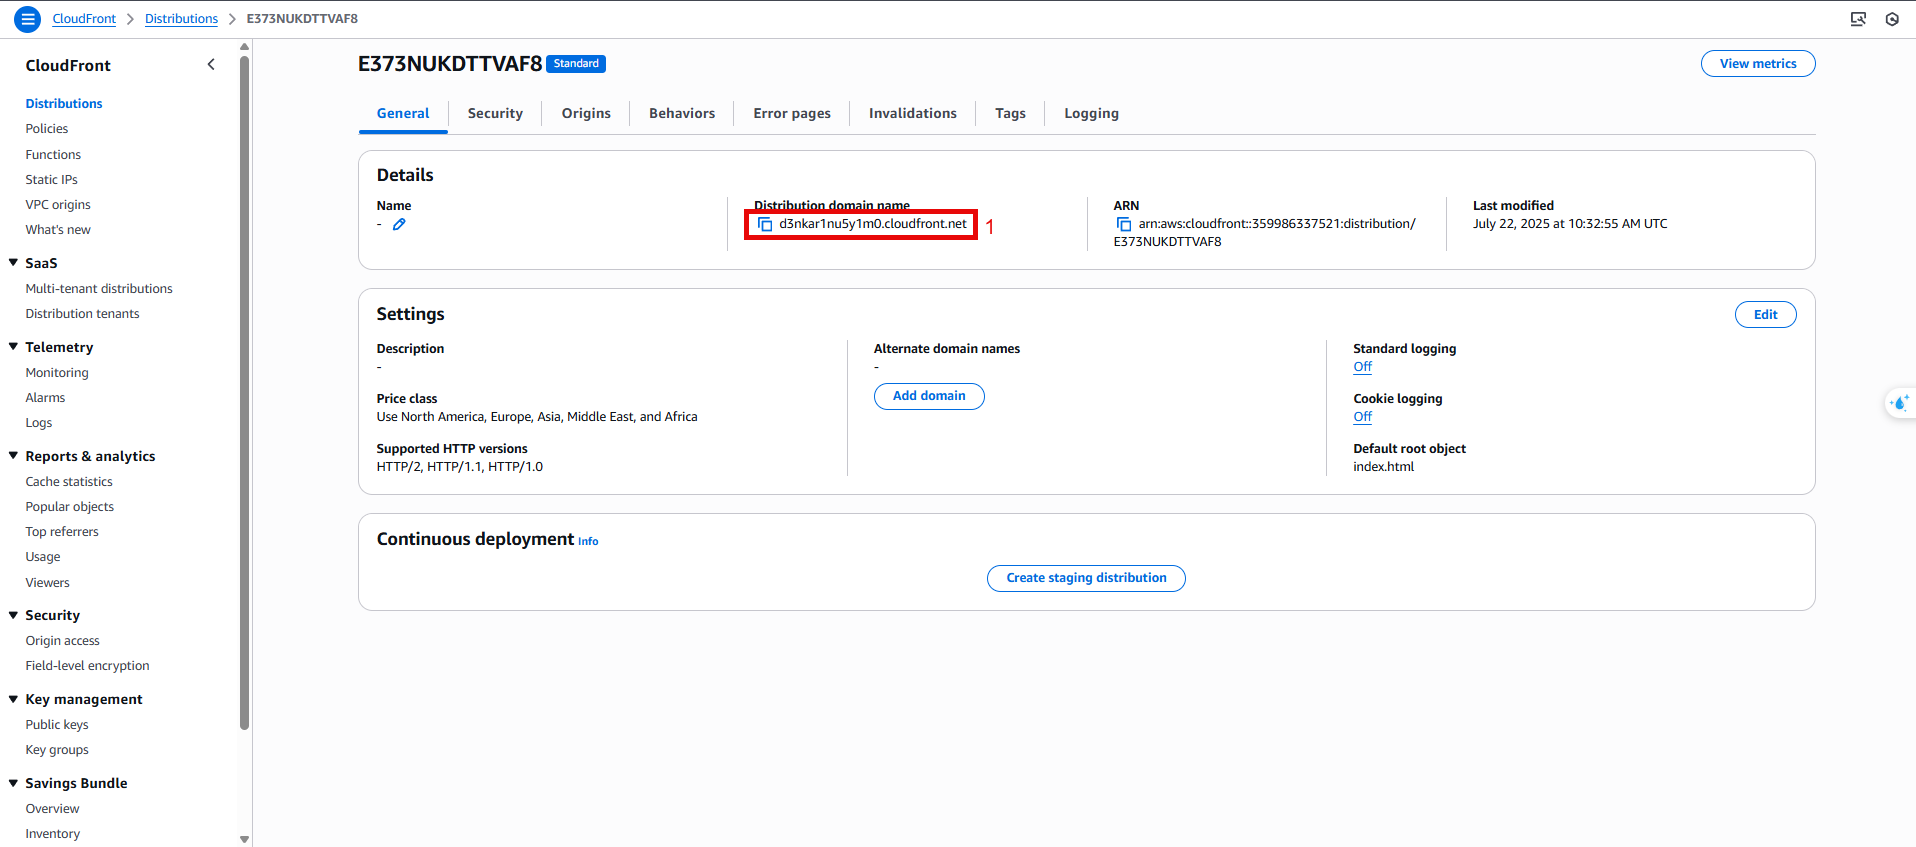 CloudFront > Distributions > E373NUKDTTVAF8
CloudFront
Distributions
Policies
Functions
Static IPs
VPC origins
What's new
SaaS
Multi-tenant distributions
Distribution tenants
Telemetry
Monitoring
Alarms
Logs
Reports & analytics
Cache statistics
Popular objects
Top referrers
Usage
Viewers
Security
Origin access
Field-level encryption
Key management
Public keys
Key groups
Savings Bundle
Overview
Inventory
E373NUKDTTVAF8 Standard
View metrics
General Security Origins Behaviors Error pages Invalidations Tags Logging
Details
Name
-
Distribution domain name
d3nkar1nu5y1m0.cloudfront.net 1
ARN
arn:aws:cloudfront::359986337521:distribution/
E373NUKDTTVAF8
Last modified
July 22, 2025 at 10:32:55 AM UTC
Settings
Edit
Description
-
Price class
Use North America, Europe, Asia, Middle East, and Africa
Supported HTTP versions
HTTP/2, HTTP/1.1, HTTP/1.0
Alternate domain names
-
Add domain
Standard logging
Off
Cookie logging
Off
Default root object
index.html
Continuous deployment Info
Create staging distribution